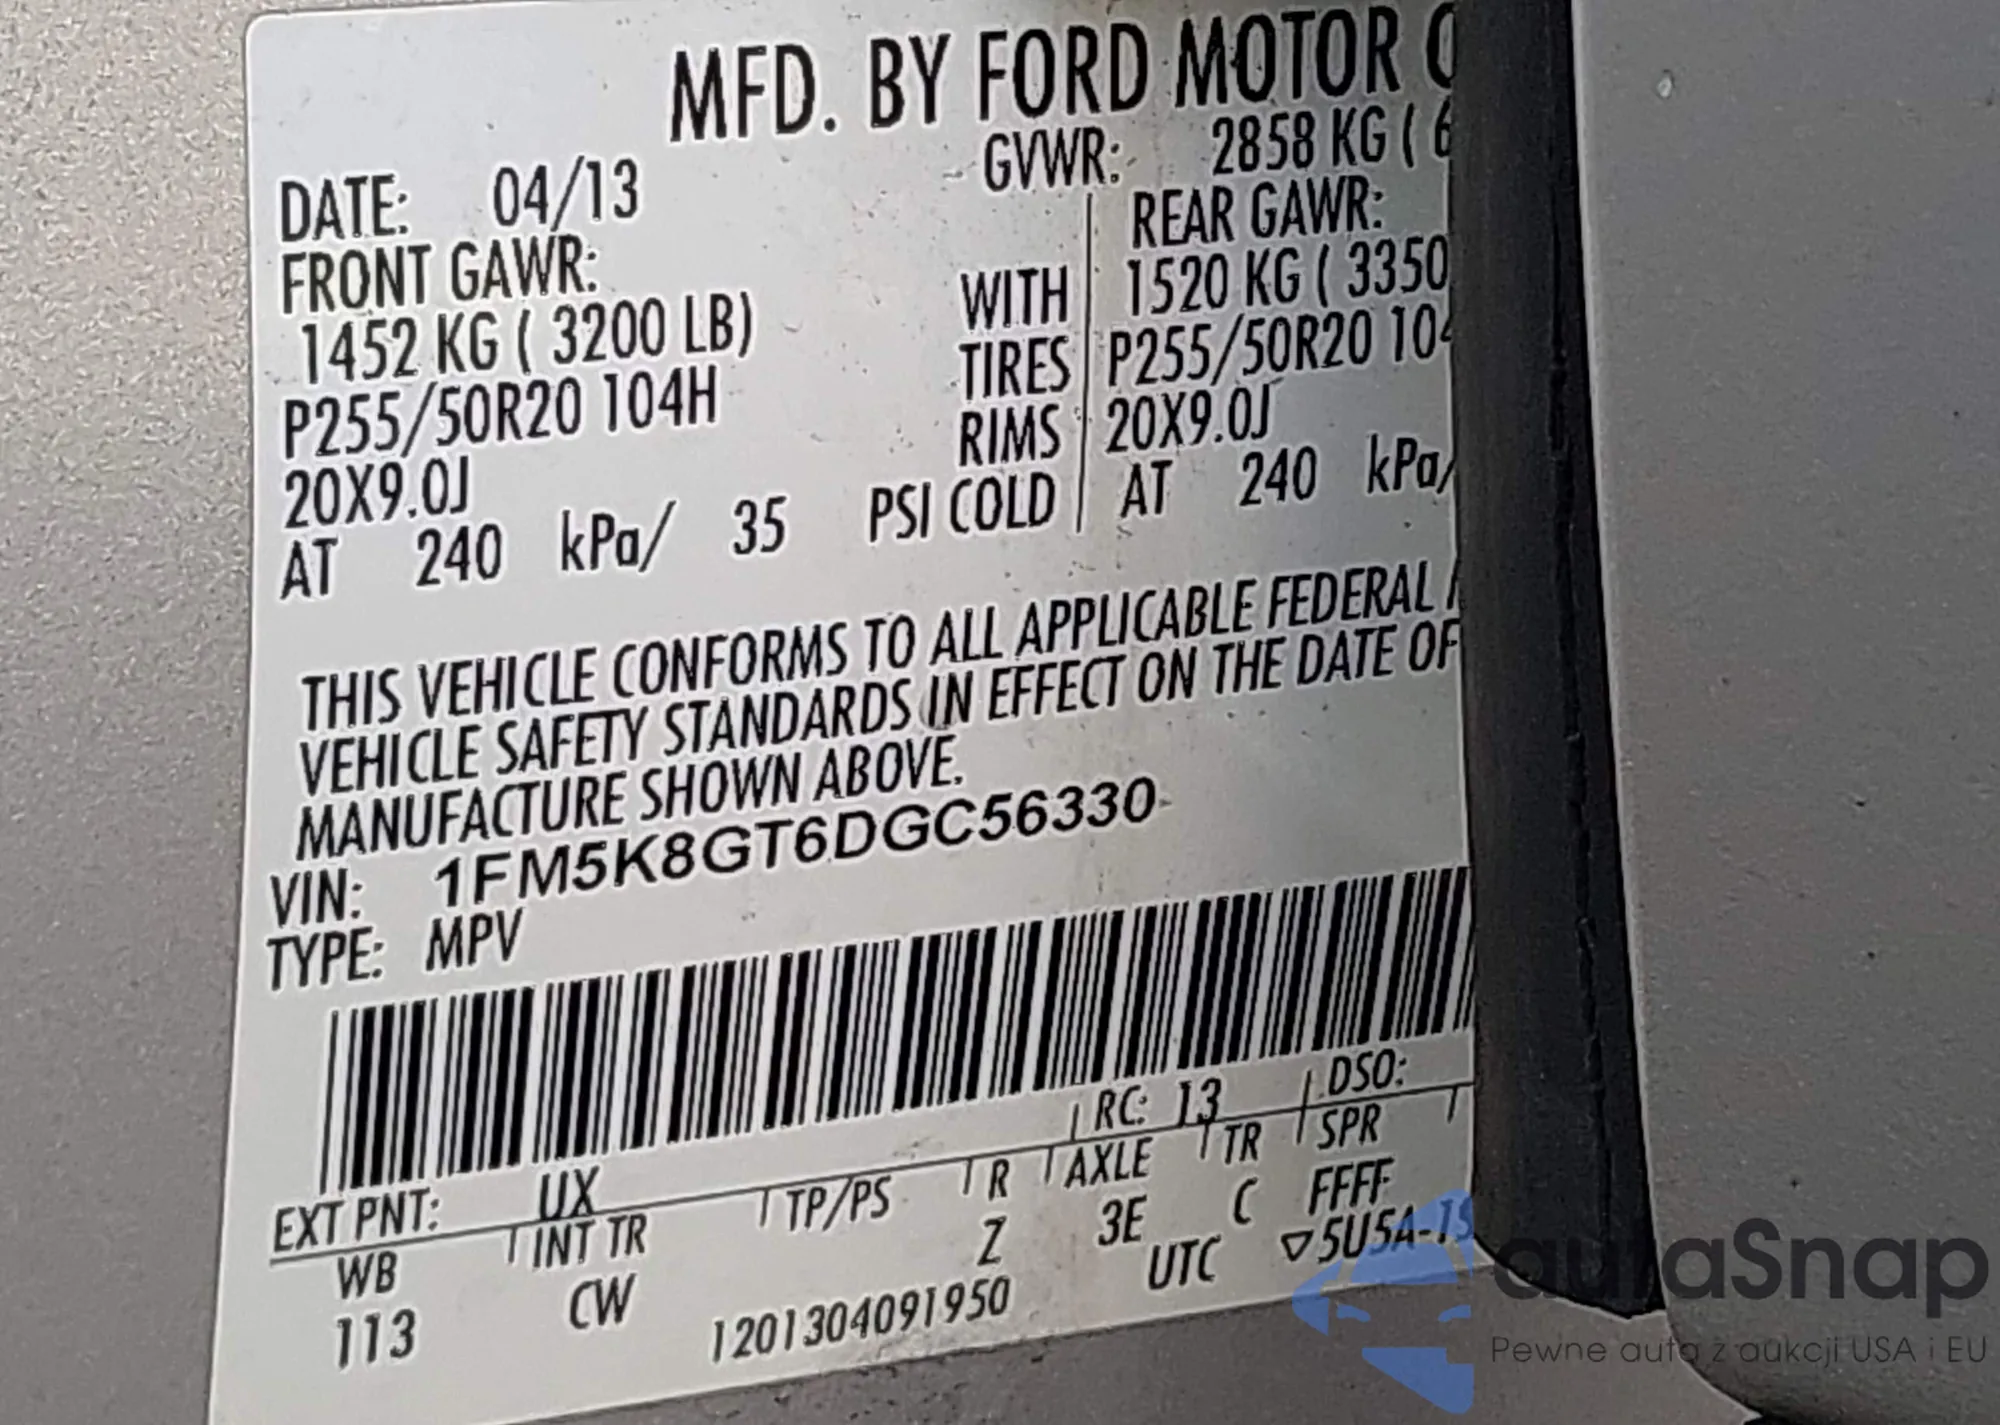 MFD. BY FORD MOTOR
DATE: 04/13
GVWR: 2858 KG ( 6
FRONT GAWR:
REAR GAWR:
1452 KG ( 3200 LB)
WITH
1520 KG ( 3350
P255/50R20 104H
TIRES
P255/50R20 104
20X9.0J
RIMS
20X9.0J
AT 240 kPa/ 35 PSI COLD
AT 240 kPa/
THIS VEHICLE CONFORMS TO ALL APPLICABLE FEDERAL
VEHICLE SAFETY STANDARDS IN EFFECT ON THE DATE OF
MANUFACTURE SHOWN ABOVE.
VIN: 1FM5K8GT6DGC56330
TYPE: MPV
EXT PNT: UX
RC: 13
DSO:
WB
INT TR
TP/PS
R
AXLE
TR
SPR
113
CW
Z
3E
C
FFFF
1201304091950
UTC
▽5U5A-
auraSnap
Pewne auta z aukcji USA i EU